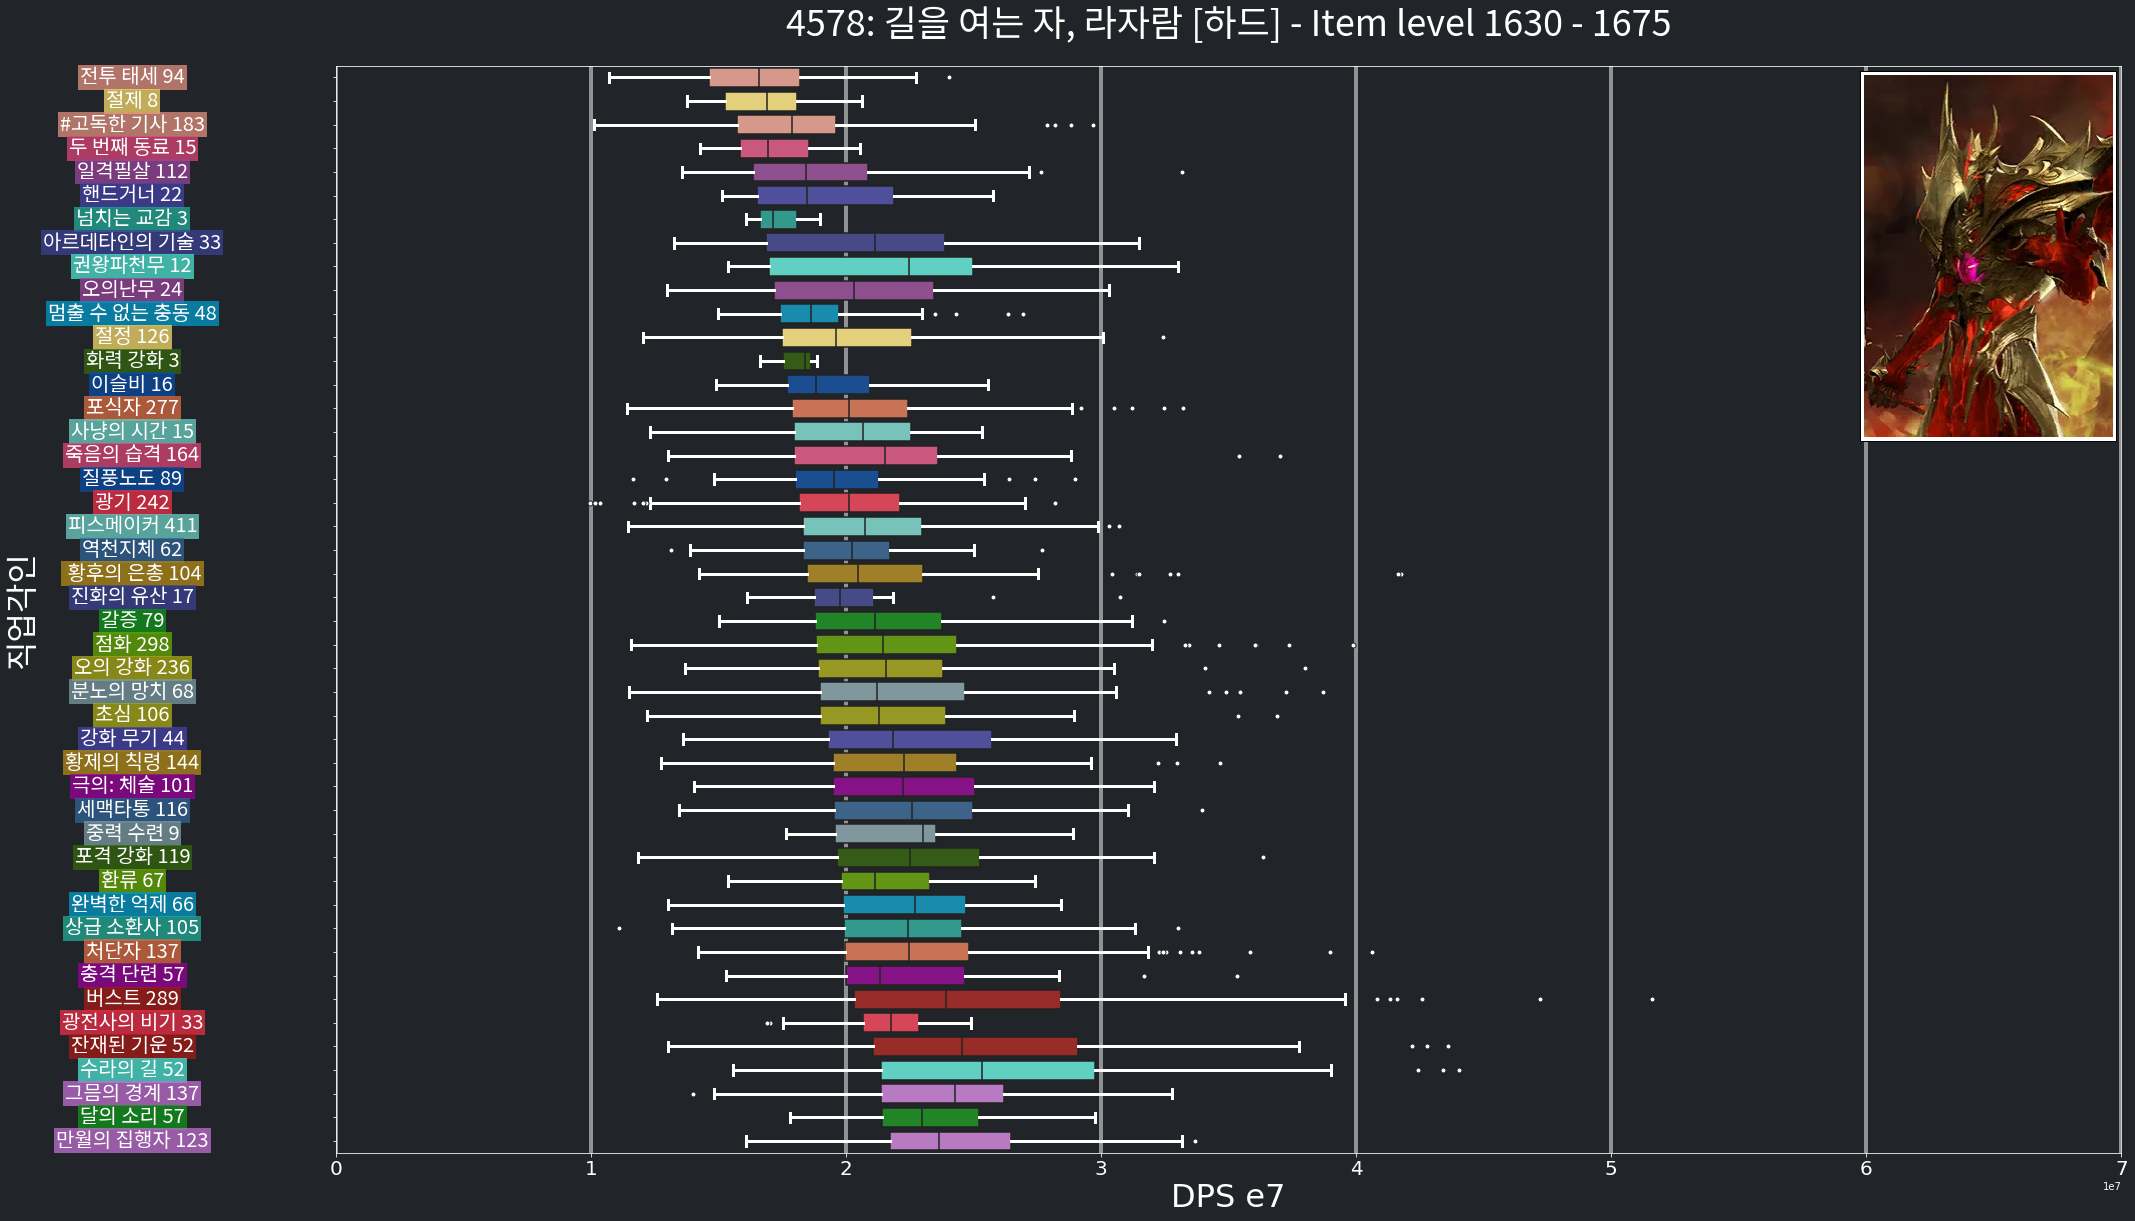 4578: 길을 여는 자, 라자람 [하드] - Item level 1630 - 1675
직업각인
전투 태세 94
절제 8
#고독한 기사 183
두 번째 동료 15
일격필살 112
핸드거너 22
넘치는 교감 3
아르데타인의 기술 33
권왕파천무 12
오의난무 24
멈출 수 없는 충동 48
절정 126
화력 강화 3
이슬비 16
포식자 277
사냥의 시간 15
죽음의 습격 164
질풍노도 89
광기 242
피스메이커 411
역천지체 62
황후의 은총 104
진화의 유산 17
갈증 79
점화 298
오의 강화 236
분노의 망치 68
초심 106
강화 무기 44
황제의 칙령 144
극의: 체술 101
세맥타통 116
중력 수련 9
포격 강화 119
환류 67
완벽한 억제 66
상급 소환사 105
처단자 137
충격 단련 57
버스트 289
광전사의 비기 33
잔재된 기운 52
수라의 길 52
그믐의 경계 137
달의 소리 57
만월의 집행자 123
0 1 2 3 4 5 6 7
1e7
DPS e7